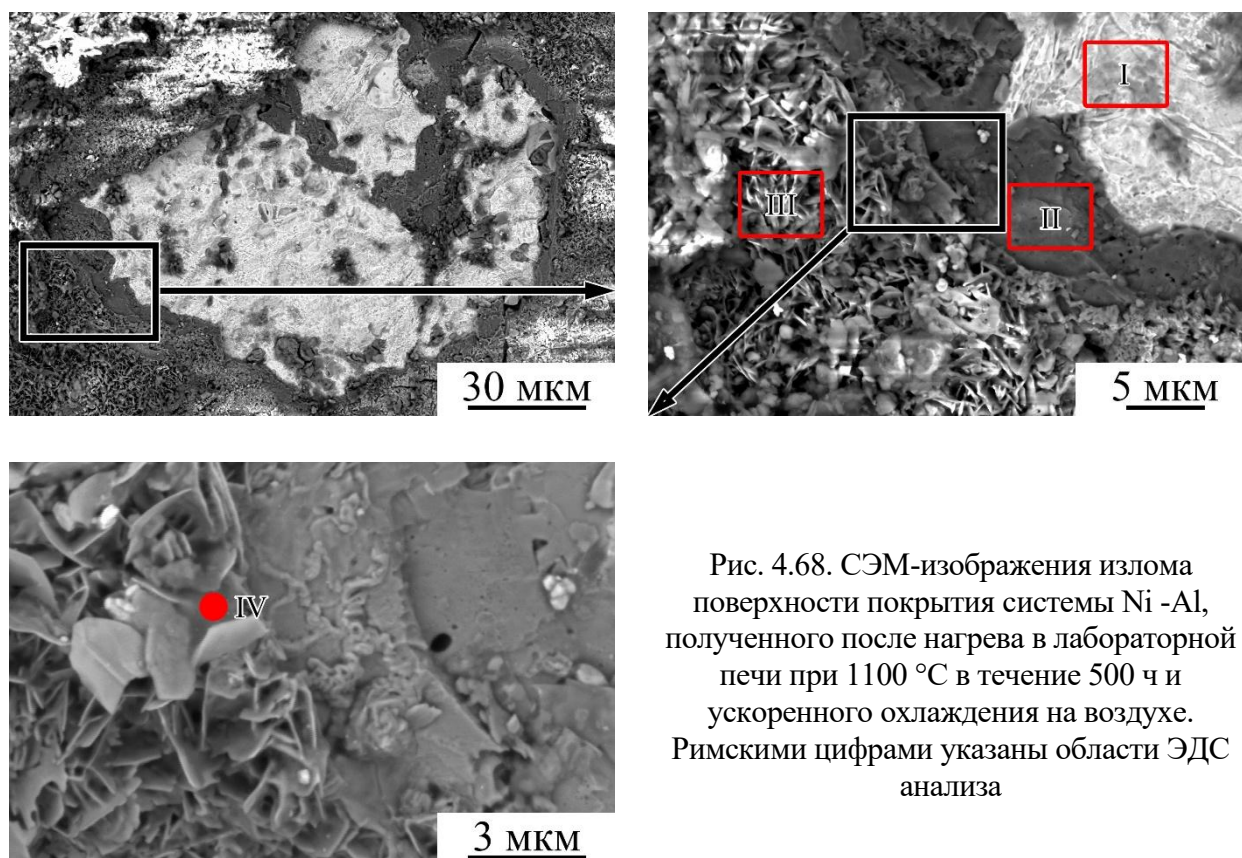 I
II
III
30 мкм
5 мкм
IV
3 мкм
Рис. 4.68. СЭМ-изображения излома
поверхности покрытия системы Ni -Al,
полученного после нагрева в лабораторной
печи при 1100 °С в течение 500 ч и
ускоренного охлаждения на воздухе.
Римскими цифрами указаны области ЭДС
анализа